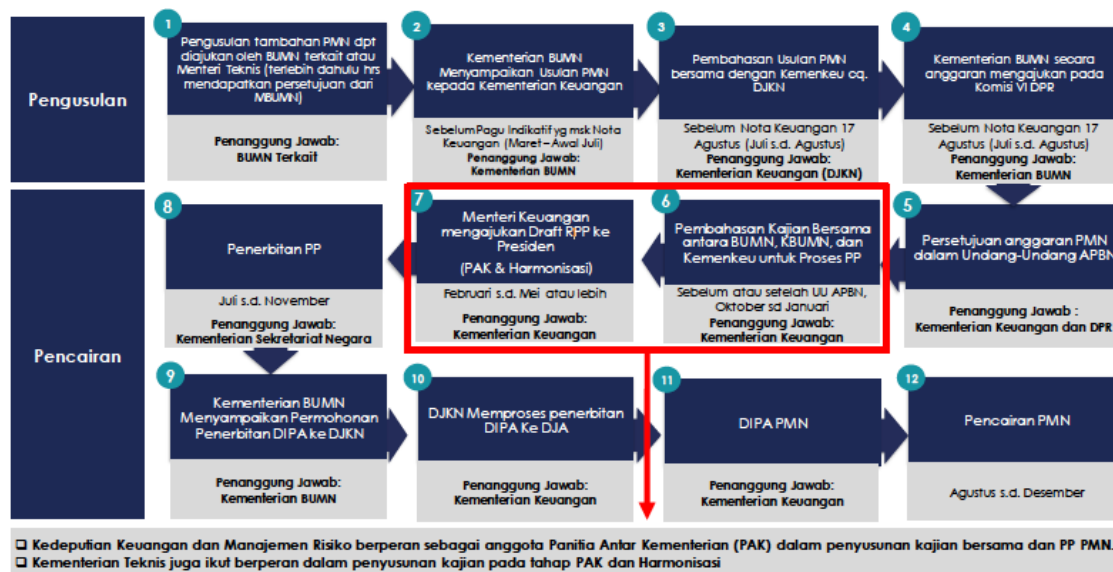 Pengusulan
1
Pengusulan tambahan PMN dpt
diajukan oleh BUMN terkait atau
Menteri Teknis (terlebih dahulu hrs
mendapatkan persetujuan dari
MBUMN)
Penanggung Jawab:
BUMN Terkait
2
Kementerian BUMN
Menyampaikan Usulan PMN
kepada Kementerian Keuangan
Sebelum Pagu Indikatif yg msk Nota
Keuangan (Maret – Awal Juli)
Penanggung Jawab:
Kementerian BUMN
3
Pembahasan Usulan PMN
bersama dengan Kemenkeu cq.
DJKN
Sebelum Nota Keuangan 17
Agustus (Juli s.d. Agustus)
Penanggung Jawab:
Kementerian Keuangan (DJKN)
4
Kementerian BUMN secara
anggaran mengajukan pada
Komisi VI DPR
Sebelum Nota Keuangan 17
Agustus (Juli s.d. Agustus)
Penanggung Jawab:
Kementerian BUMN
Pencairan
5
Persetujuan anggaran PMN
dalam Undang-Undang APBN
Penanggung Jawab :
Kementerian Keuangan dan DPR
6
Pembahasan Kajian Bersama
antara BUMN, KBUMN, dan
Kemenkeu untuk Proses PP
Sebelum atau setelah UU APBN,
Oktober sd Januari
Penanggung Jawab:
Kementerian Keuangan
7
Menteri Keuangan
mengajukan Draft RPP ke
Presiden
(PAK & Harmonisasi)
Februari s.d. Mei atau lebih
Penanggung Jawab:
Kementerian Keuangan
8
Penerbitan PP
Juli s.d. November
Penanggung Jawab:
Kementerian Sekretariat Negara
9
Kementerian BUMN
Menyampaikan Permohonan
Penerbitan DIPA ke DJKN
Penanggung Jawab:
Kementerian BUMN
10
DJKN Memproses penerbitan
DIPA Ke DJA
Penanggung Jawab:
Kementerian Keuangan
11
DIPA PMN
Penanggung Jawab:
Kementerian Keuangan
12
Pencairan PMN
Agustus s.d. Desember
❑ Kedeputian Keuangan dan Manajemen Risiko berperan sebagai anggota Panitia Antar Kementerian (PAK) dalam penyusunan kajian bersama dan PP PMN.
❑ Kementerian Teknis juga ikut berperan dalam penyusunan kajian pada tahap PAK dan Harmonisasi